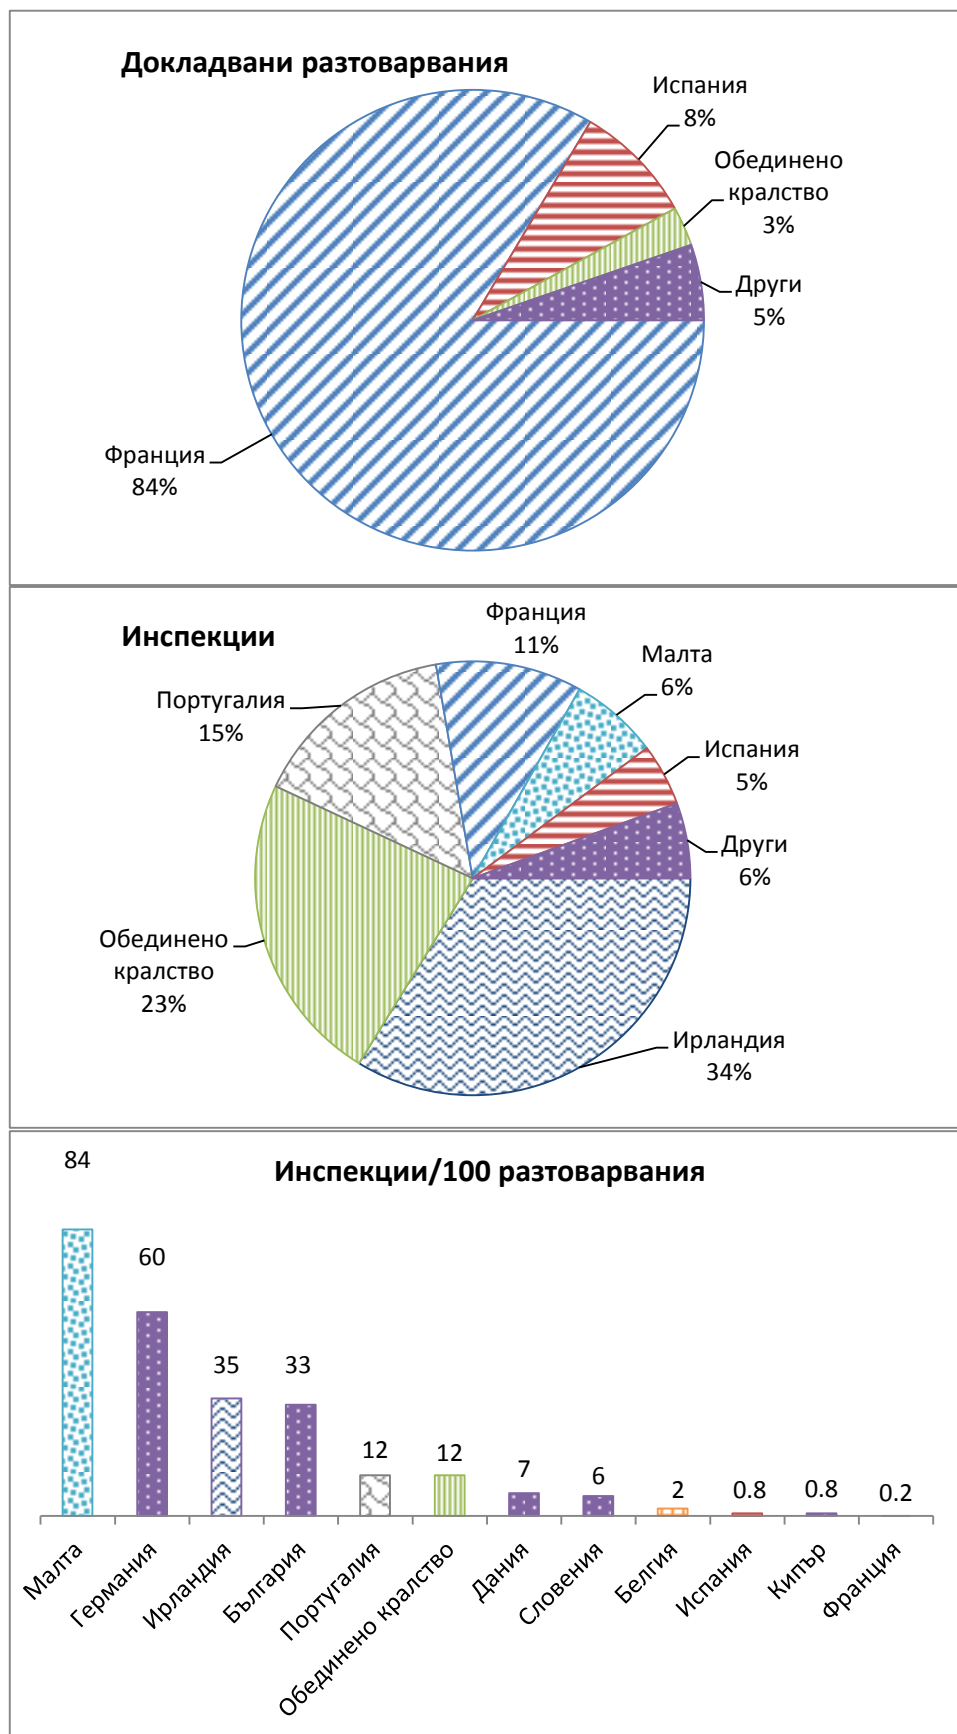 Докладвани разтоварвания
Испания
8%
Обединено
кралство
3%
Други
5%
Франция
84%
Инспекции
Франция
11%
Малта
6%
Португалия
15%
Испания
5%
Други
6%
Обединено
кралство
23%
Ирландия
34%
Инспекции/100 разтоварвания
84
60
35
33
12
12
7
6
2
0.8
0.8
0.2
Малта
Германия
Ирландия
България
Португалия
Обединено кралство
Дания
Словения
Белгия
Испания
Кипър
Франция